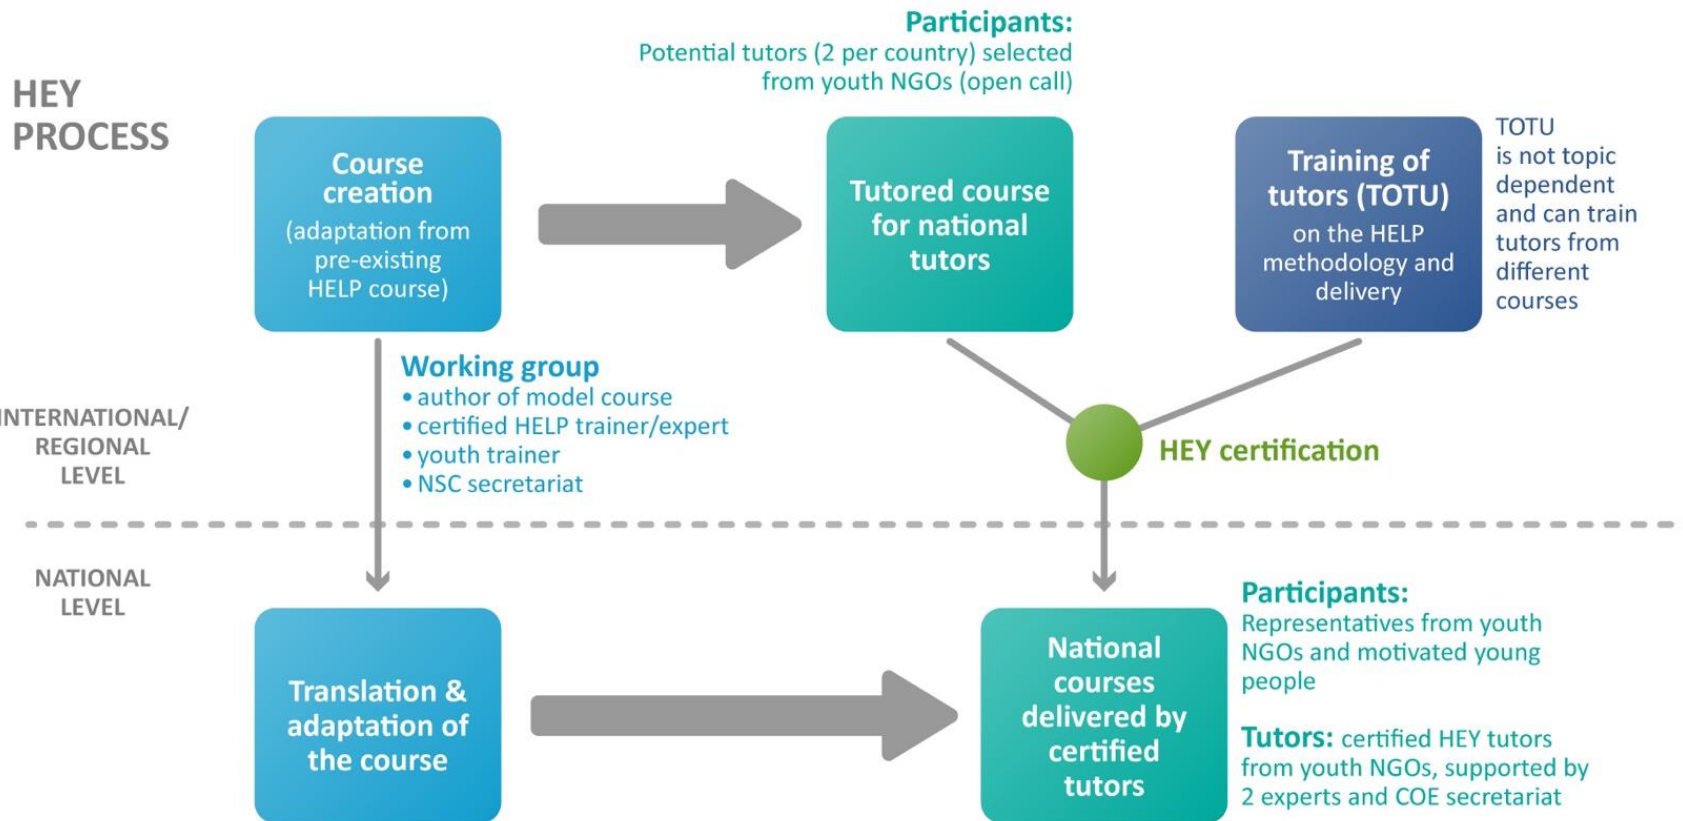 HEY
PROCESS
Participants:
Potential tutors (2 per country) selected
from youth NGOs (open call)
Course
creation
(adaptation from
pre-existing
HELP course)
Tutored course
for national
tutors
Training of
tutors (TOTU)
on the HELP
methodology and
delivery
TOTU
is not topic
dependent
and can train
tutors from
different
courses
Working group
• author of model course
• certified HELP trainer/expert
• youth trainer
• NSC secretariat
INTERNATIONAL/
REGIONAL
LEVEL
HEY certification
NATIONAL
LEVEL
Translation &
adaptation of
the course
National
courses
delivered by
certified
tutors
Participants:
Representatives from youth
NGOs and motivated young
people
Tutors: certified HEY tutors
from youth NGOs, supported by
2 experts and COE secretariat